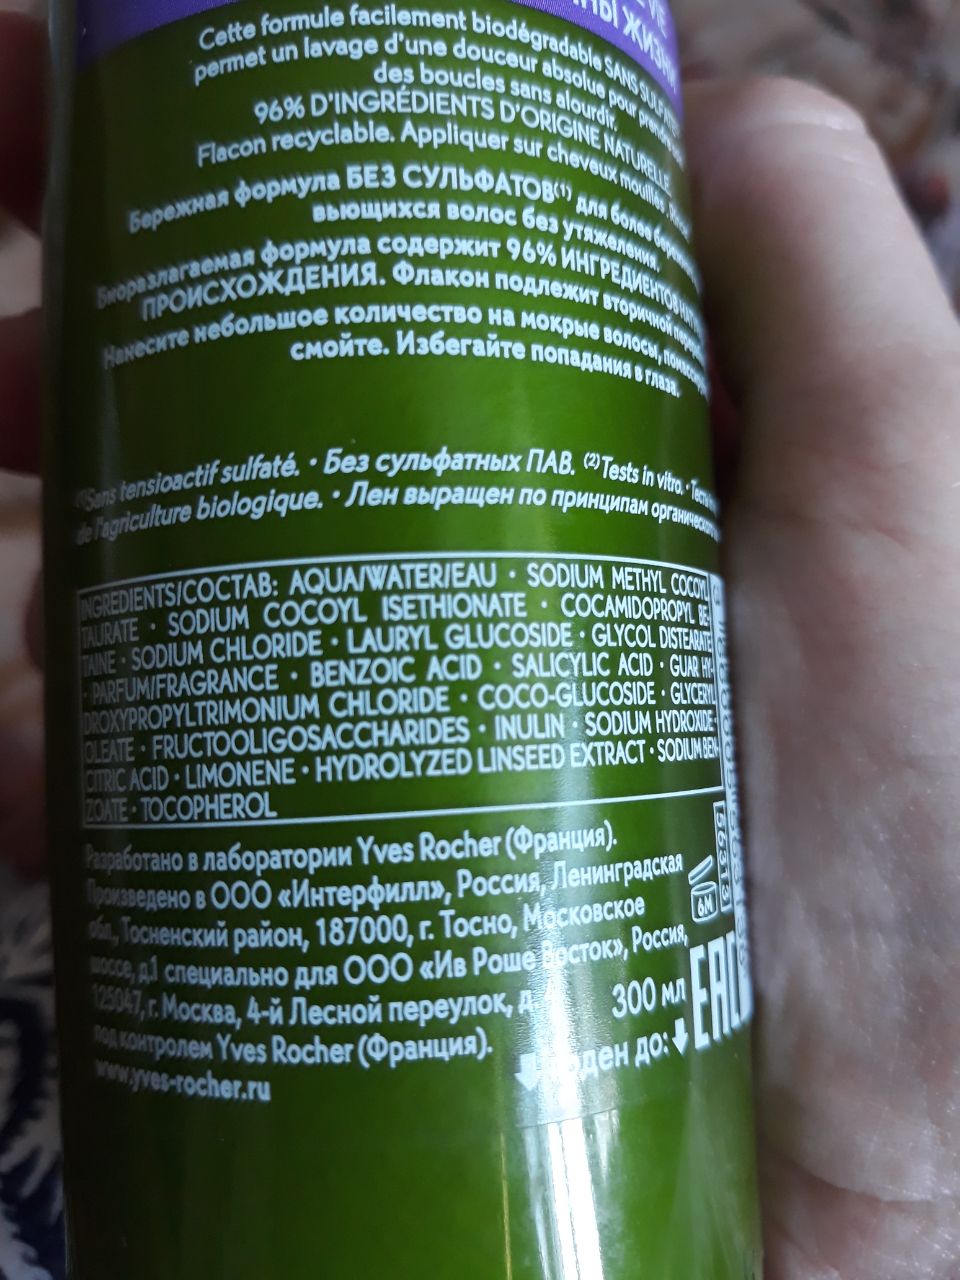 VIE
НЫ ЖИЗНИ
Cette formule facilement biodégradable SANS SULFATES
permet un lavage d'une douceur absolue pour prendre
des boucles sans alourdir.
96% D'INGRÉDIENTS D'ORIGINE NATURELLE.
Flacon recyclable. Appliquer sur cheveux mouillés,
Бережная формула БЕЗ СУЛЬФАТОВ⁽¹⁾ для более
вьющихся волос без утяжеления.
Биоразлагаемая формула содержит 96% ИНГРЕДИЕНТОВ
ПРОИСХОЖДЕНИЯ. Флакон подлежит вторичной
Нанесите небольшое количество на мокрые волосы,
смойте. Избегайте попадания в глаза.
⁽¹⁾Sans tensioactif sulfaté. • Без сульфатных ПАВ. ⁽²⁾Tests in vitro. •
de l'agriculture biologique. • Лен выращен по принципам
INGREDIENTS/СОСТАВ: AQUA/WATER/EAU • SODIUM METHYL COCOYL
TAURATE • SODIUM COCOYL ISETHIONATE • COCAMIDOPROPYL BE-
TAINE • SODIUM CHLORIDE • LAURYL GLUCOSIDE • GLYCOL DISTEARATE
• PARFUM/FRAGRANCE • BENZOIC ACID • SALICYLIC ACID • GUAR HY-
DROXYPROPYLTRIMONIUM CHLORIDE • COCO-GLUCOSIDE • GLYCERYL
OLEATE • FRUCTOOLIGOSACCHARIDES • INULIN • SODIUM HYDROXIDE •
CITRIC ACID • LIMONENE • HYDROLYZED LINSEED EXTRACT • SODIUM BEN-
ZOATE • TOCOPHEROL
Разработано в лаборатории Yves Rocher (Франция).
Произведено в ООО «Интерфилл», Россия, Ленинградская
обл., Тосненский район, 187000, г. Тосно, Московское
шоссе, д.1 специально для ООО «Ив Роше Восток», Россия,
125047, г. Москва, 4-й Лесной переулок, д.
под контролем Yves Rocher (Франция).
www.yves-rocher.ru
300 мл
Годен до:
6M
56313
EAC